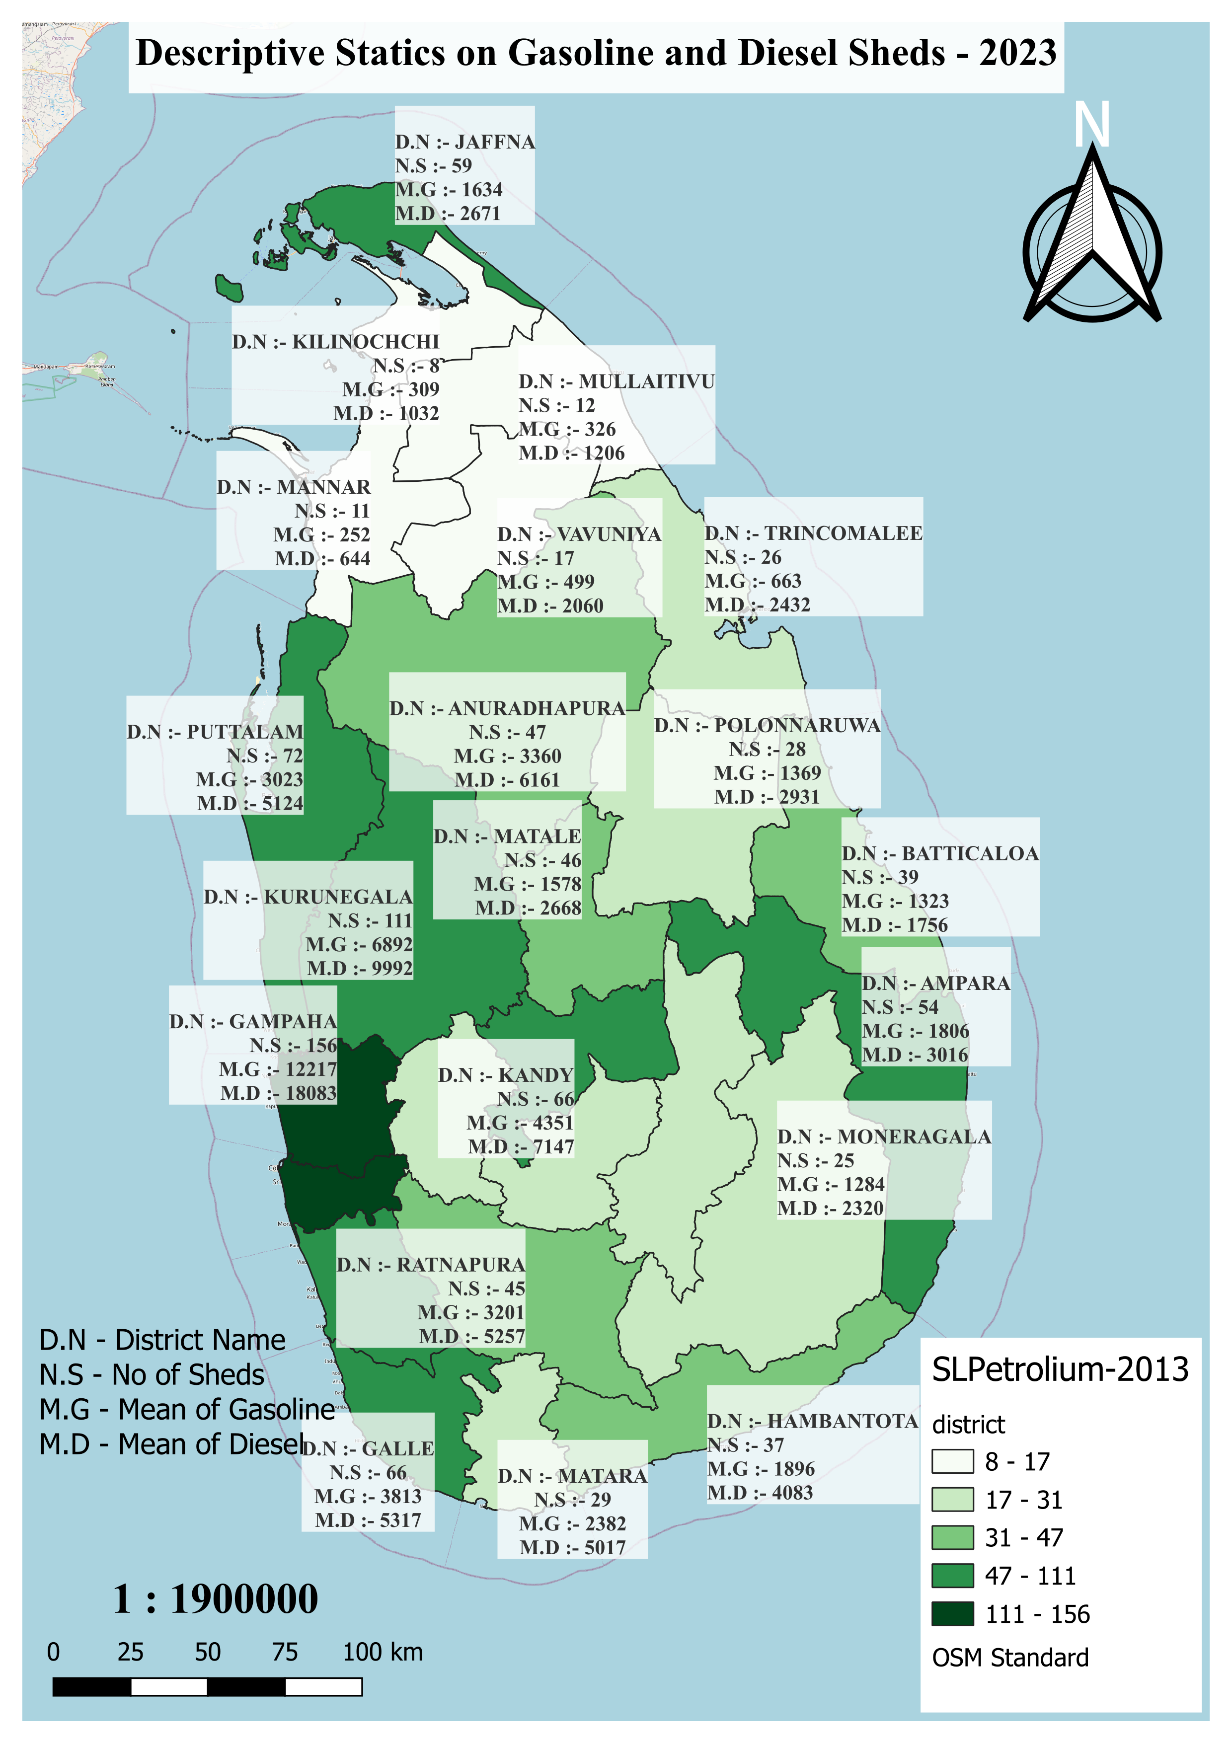 Descriptive Statics on Gasoline and Diesel Sheds - 2023
N
D.N :- JAFFNA
N.S :- 59
M.G :- 1634
M.D :- 2671
D.N :- KILINOCHCHI
N.S :- 8
M.G :- 309
M.D :- 1032
D.N :- MULLAITIVU
N.S :- 12
M.G :- 326
M.D :- 1206
D.N :- MANNAR
N.S :- 11
M.G :- 252
M.D :- 644
D.N :- VAVUNIYA
N.S :- 17
M.G :- 499
M.D :- 2060
D.N :- TRINCOMALEE
N.S :- 26
M.G :- 663
M.D :- 2432
D.N :- PUTTALAM
N.S :- 72
M.G :- 3023
M.D :- 5124
D.N :- ANURADHAPURA
N.S :- 47
M.G :- 3360
M.D :- 6161
D.N :- POLONNARUWA
N.S :- 28
M.G :- 1369
M.D :- 2931
D.N :- MATALE
N.S :- 46
M.G :- 1578
M.D :- 2668
D.N :- BATTICALOA
N.S :- 39
M.G :- 1323
M.D :- 1756
D.N :- KURUNEGALA
N.S :- 111
M.G :- 6892
M.D :- 9992
D.N :- AMPARA
N.S :- 54
M.G :- 1806
M.D :- 3016
D.N :- GAMPAHA
N.S :- 156
M.G :- 12217
M.D :- 18083
D.N :- KANDY
N.S :- 66
M.G :- 4351
M.D :- 7147
D.N :- MONERAGALA
N.S :- 25
M.G :- 1284
M.D :- 2320
D.N :- RATNAPURA
N.S :- 45
M.G :- 3201
M.D :- 5257
D.N - District Name
N.S - No of Sheds
M.G - Mean of Gasoline
M.D - Mean of Diesel
D.N :- GALLE
N.S :- 66
M.G :- 3813
M.D :- 5317
D.N :- MATARA
N.S :- 29
M.G :- 2382
M.D :- 5017
D.N :- HAMBANTOTA
N.S :- 37
M.G :- 1896
M.D :- 4083
SLPetrolium-2013
district
8 - 17
17 - 31
31 - 47
47 - 111
111 - 156
OSM Standard
1 : 1900000
0 25 50 75 100 km